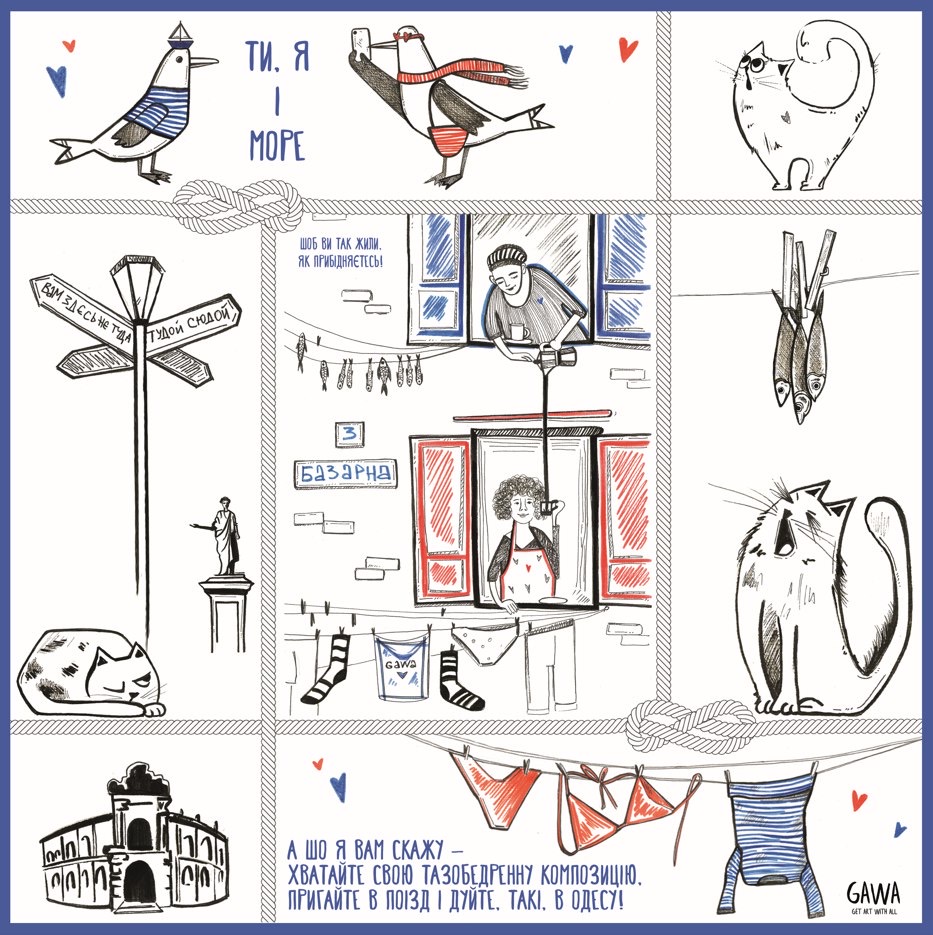 ТИ, Я
І
МОРЕ
ШОБ ВИ ТАК ЖИЛИ,
ЯК ПРИБІДНЯЄТЕСЬ!
ВАМ ЗДЄСЬ НЕ ТУДА
ТУДОЙ СЮДОЙ
3
БАЗАРНА
GAWA
А ШО Я ВАМ СКАЖУ –
ХВАТАЙТЕ СВОЮ ТАЗОБЕДРЕННУ КОМПОЗИЦІЮ,
ПРИГАЙТЕ В ПОЇЗД І ДУЙТЕ, ТАКІ, В ОДЕСУ!
GAWA
GET ART WITH ALL